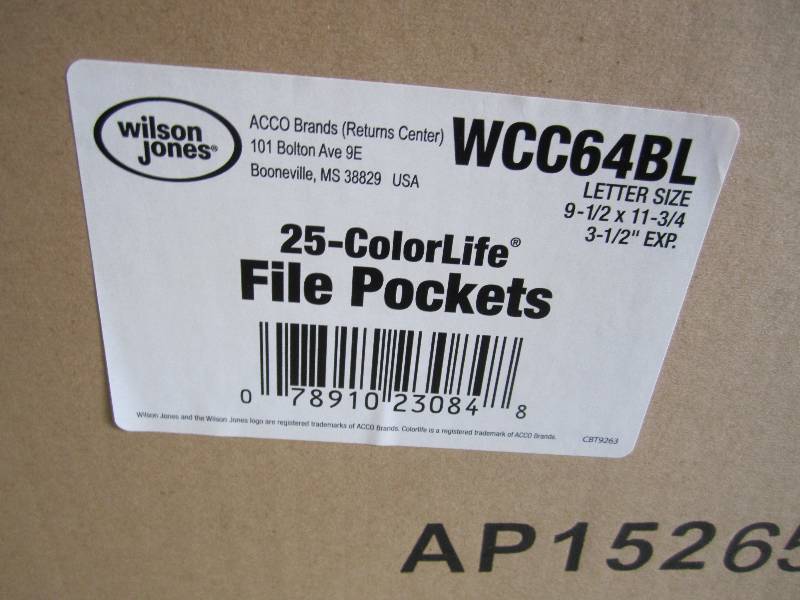 wilson
jones®
ACCO Brands (Returns Center)
101 Bolton Ave 9E
Booneville, MS 38829 USA
WCC64BL
LETTER SIZE
9-1/2 x 11-3/4
3-1/2" EXP.
25-ColorLife®
File Pockets
0 78910 23084 8
Wilson Jones and the Wilson Jones logo are registered trademarks of ACCO Brands. Colorlife is a registered trademark of ACCO Brands.
CBT9263
AP15265